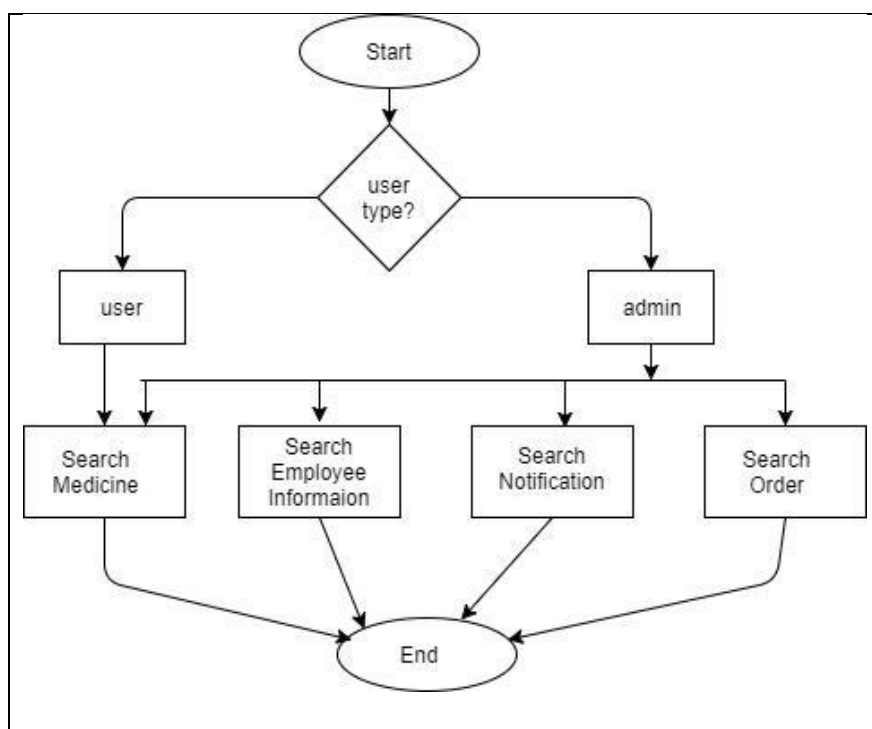 Start
user
type?
user
admin
Search
Medicine
Search
Employee
Informaion
Search
Notification
Search
Order
End